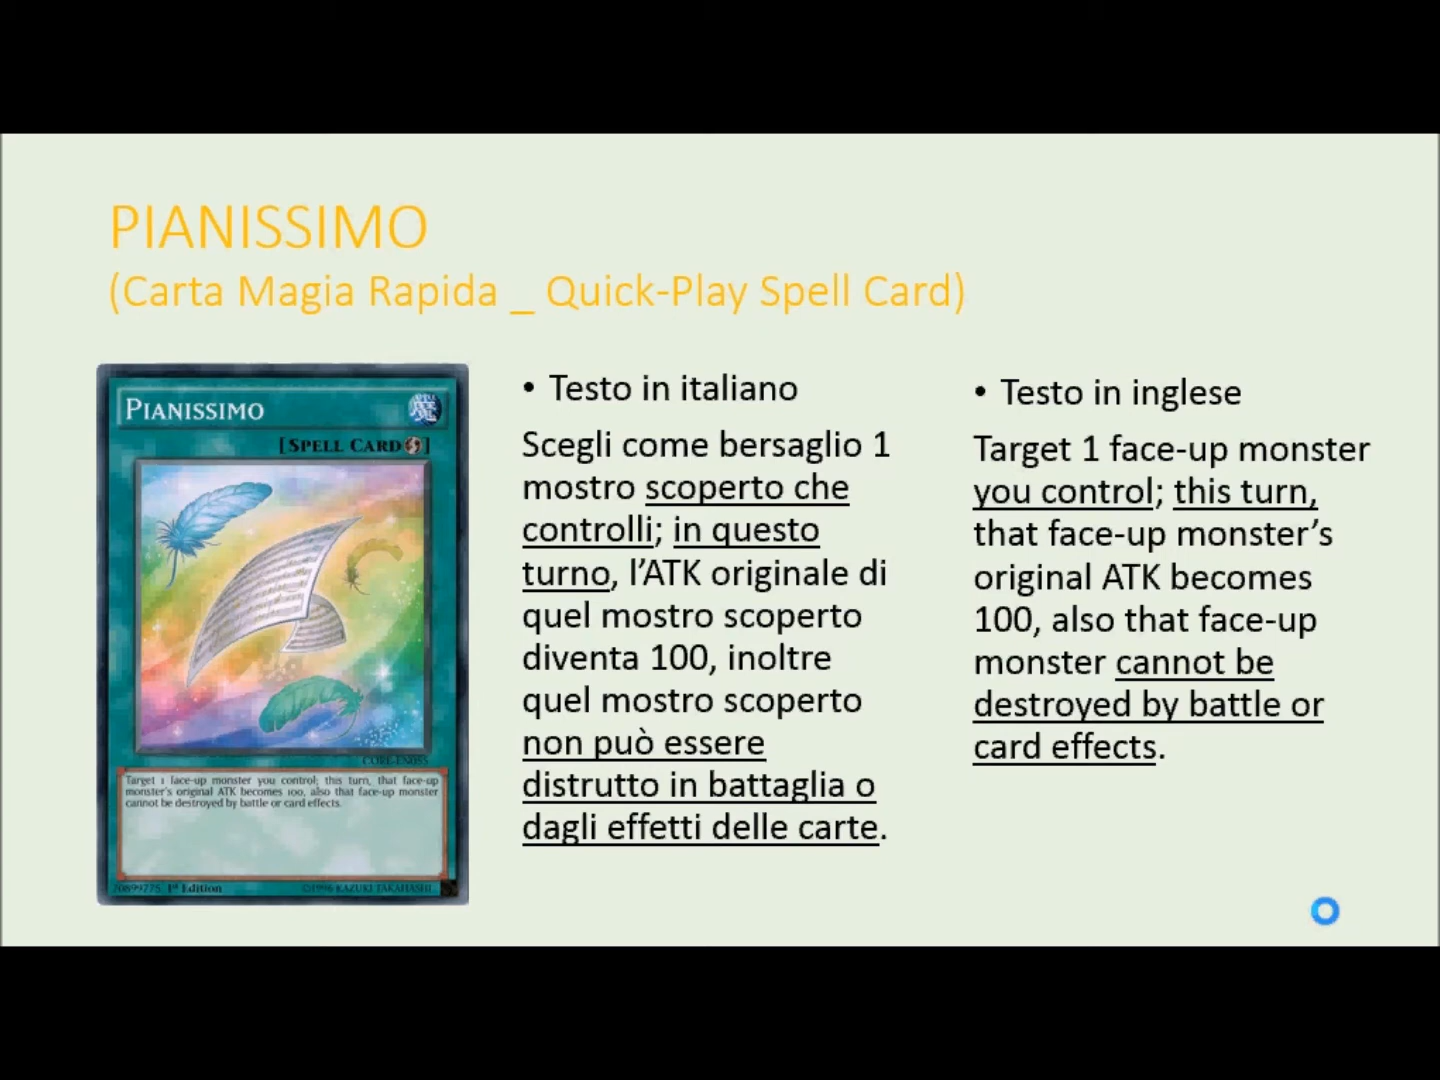 PIANISSIMO
(Carta Magia Rapida _ Quick-Play Spell Card)
PIANISSIMO
[SPELL CARD]
CORE-EN055
Target 1 face-up monster you control; this turn, that face-up
monster's original ATK becomes 100, also that face-up monster
cannot be destroyed by battle or card effects.
1st Edition
©1996 KAZUKI TAKAHASHI
• Testo in italiano
Scegli come bersaglio 1
mostro scoperto che
controlli; in questo
turno, l’ATK originale di
quel mostro scoperto
diventa 100, inoltre
quel mostro scoperto
non può essere
distrutto in battaglia o
dagli effetti delle carte.
• Testo in inglese
Target 1 face-up monster
you control; this turn,
that face-up monster’s
original ATK becomes
100, also that face-up
monster cannot be
destroyed by battle or
card effects.